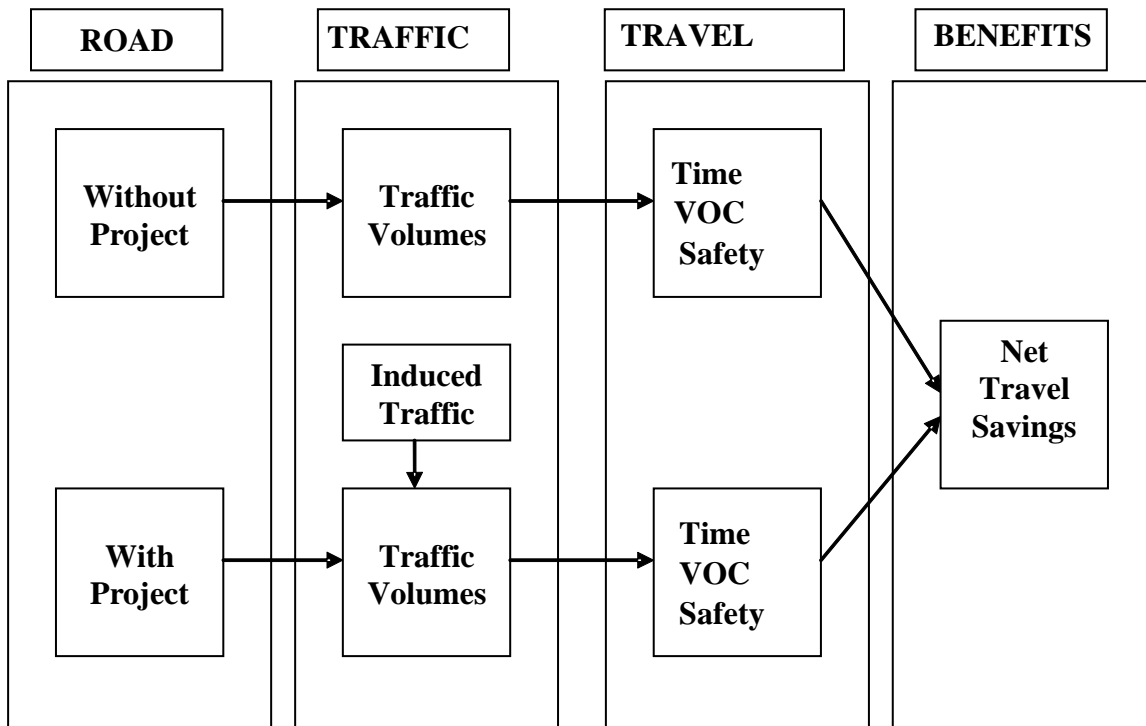 ROAD
TRAFFIC
TRAVEL
BENEFITS
Without
Project
Traffic
Volumes
Time
VOC
Safety
Induced
Traffic
Net
Travel
Savings
With
Project
Traffic
Volumes
Time
VOC
Safety